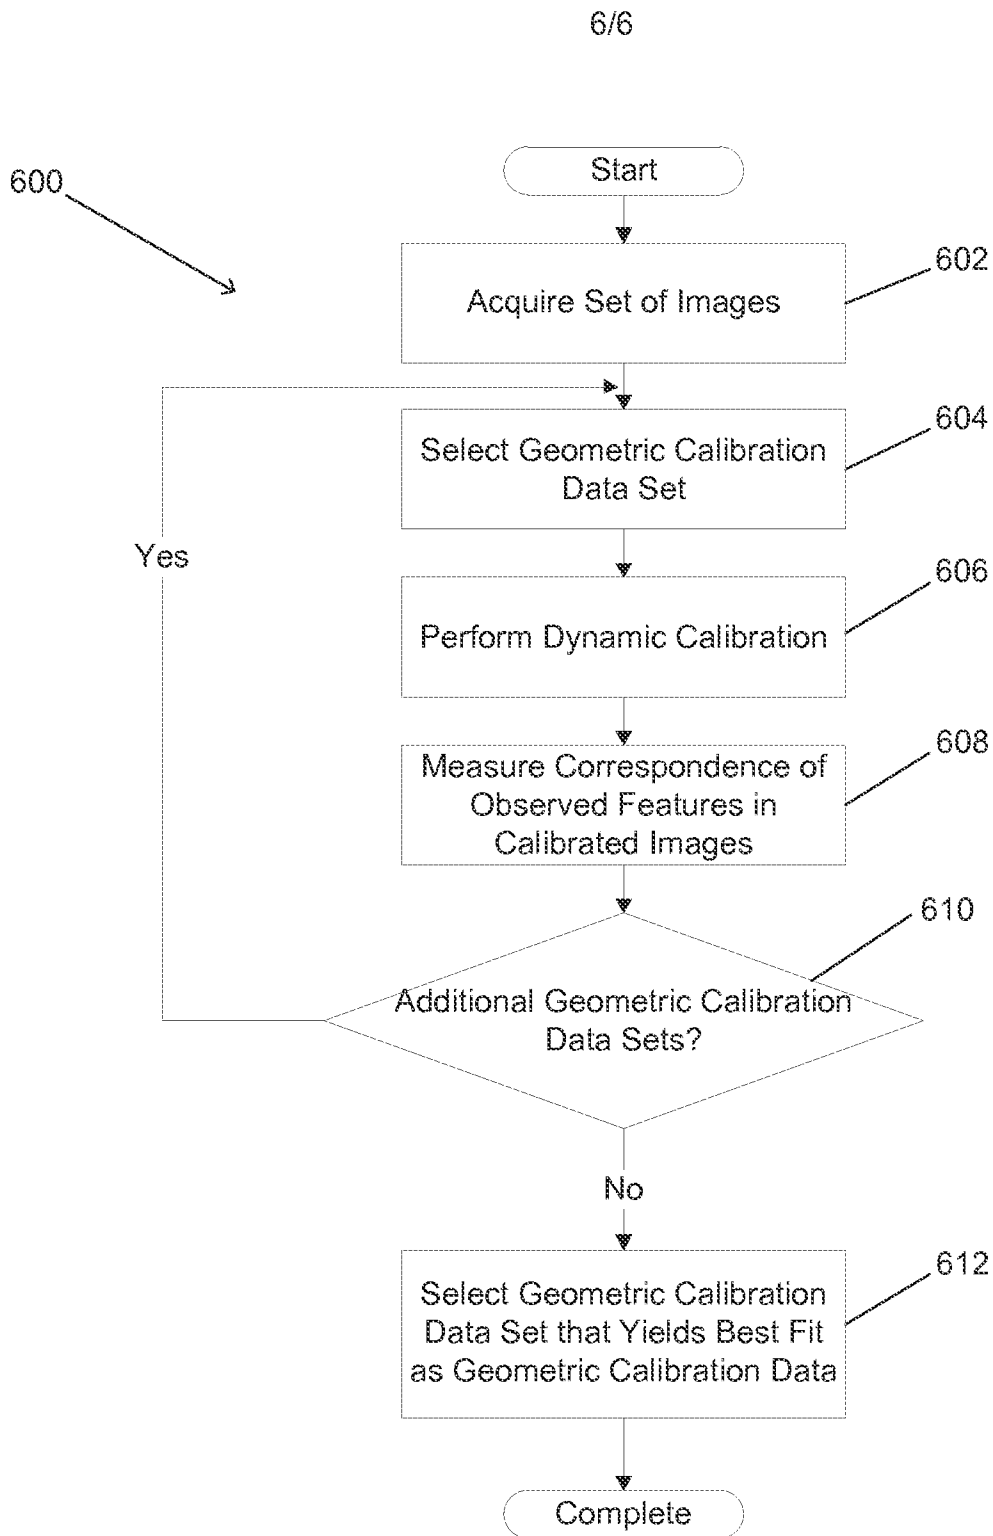 6/6
Start
600
602
Acquire Set of Images
604
Select Geometric Calibration
Data Set
Yes
606
Perform Dynamic Calibration
608
Measure Correspondence of
Observed Features in
Calibrated Images
610
Additional Geometric Calibration
Data Sets?
No
612
Select Geometric Calibration
Data Set that Yields Best Fit
as Geometric Calibration Data
Complete